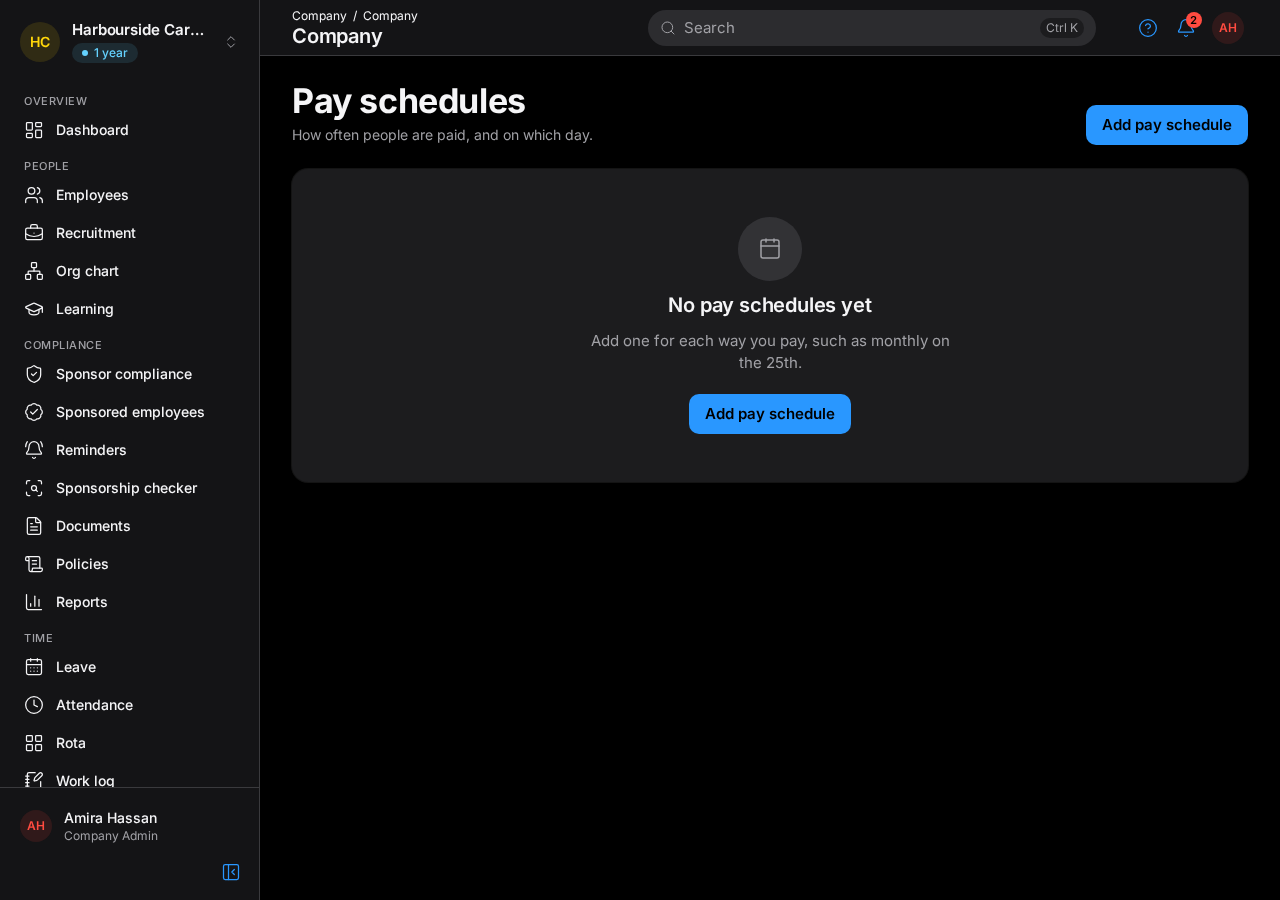 HC
Harbourside Car...
1 year
OVERVIEW
Dashboard
PEOPLE
Employees
Recruitment
Org chart
Learning
COMPLIANCE
Sponsor compliance
Sponsored employees
Reminders
Sponsorship checker
Documents
Policies
Reports
TIME
Leave
Attendance
Rota
Work log
AH
Amira Hassan
Company Admin
Company / Company
Company
Search
Ctrl K
2
AH
Pay schedules
How often people are paid, and on which day.
Add pay schedule
No pay schedules yet
Add one for each way you pay, such as monthly on
the 25th.
Add pay schedule